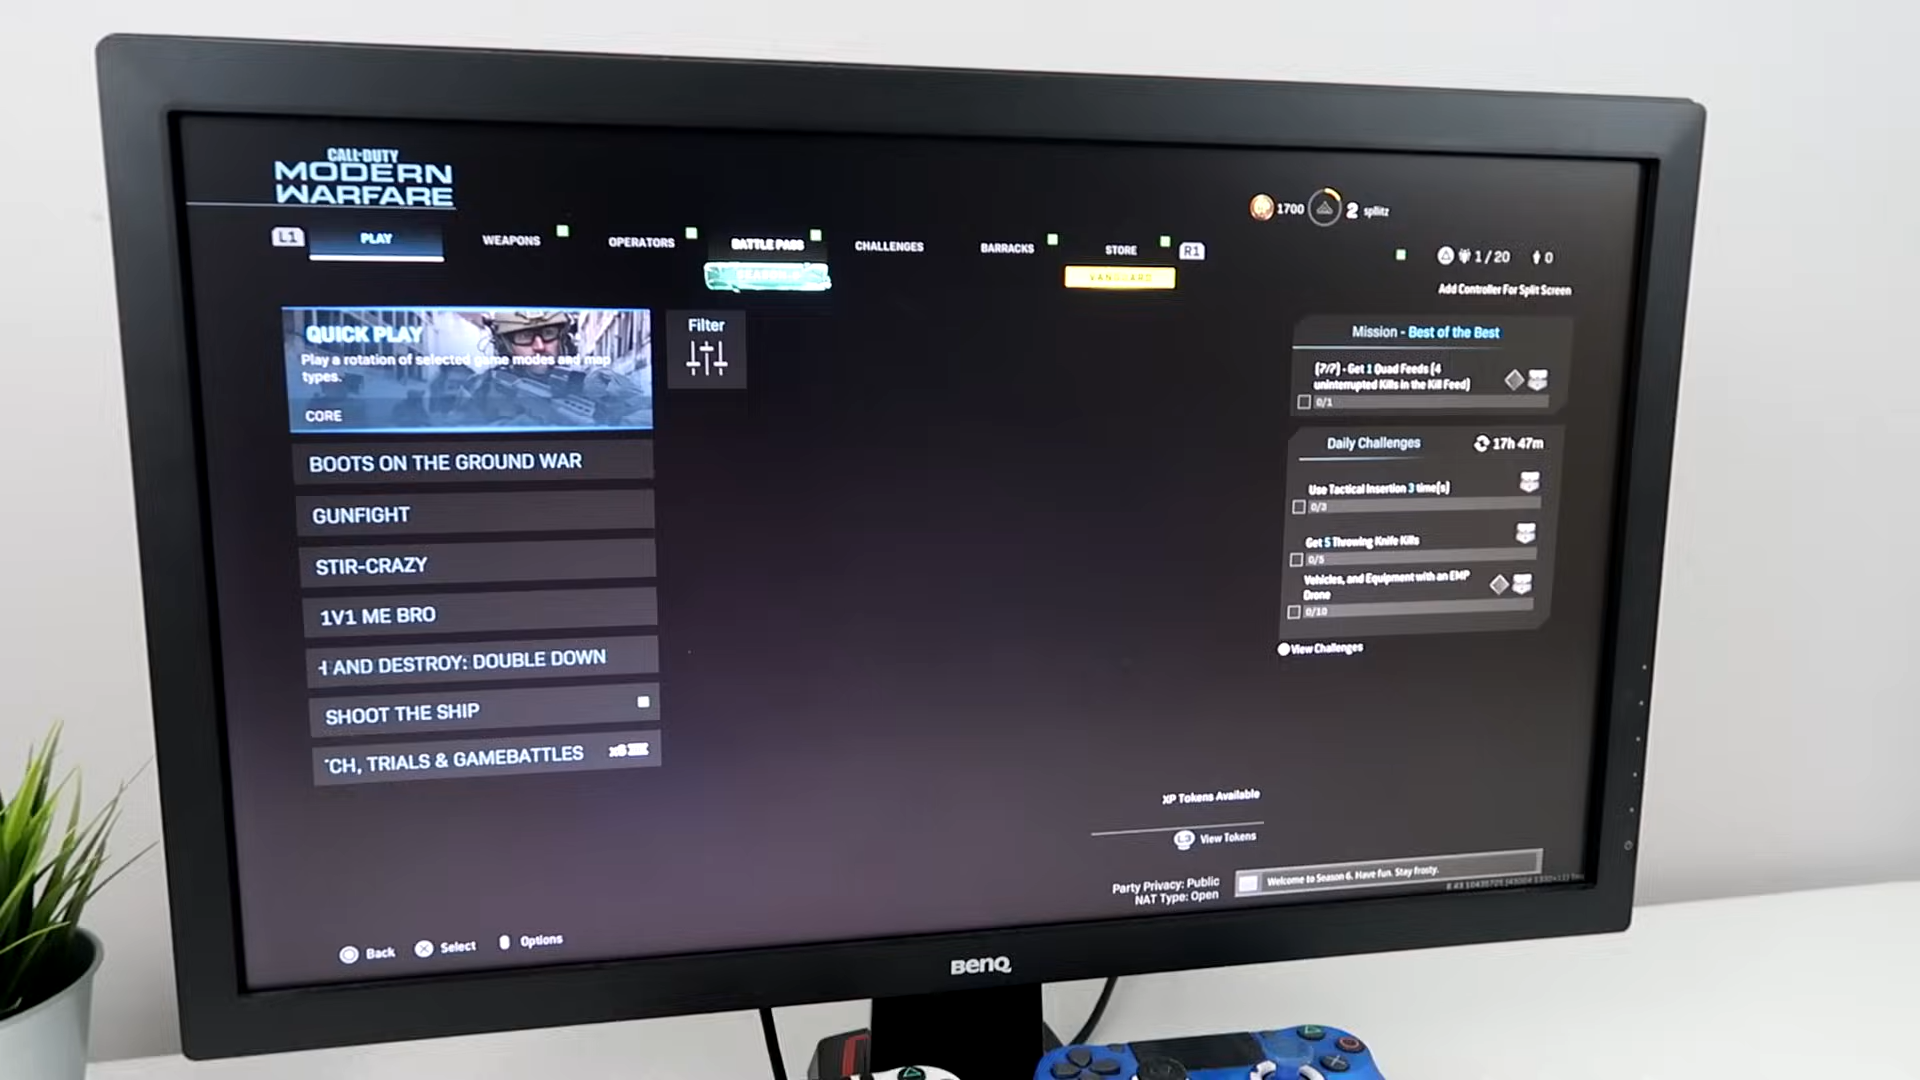 CALL OF DUTY
MODERN
WARFARE
1700
2 spllitz
L1
PLAY
WEAPONS
OPERATORS
BATTLE PASS
CHALLENGES
BARRACKS
STORE
R1
VANGUARD
1/20
0
Add Controller For Split Screen
QUICK PLAY
Play a rotation of selected game modes and map
types.
CORE
Filter
BOOTS ON THE GROUND WAR
GUNFIGHT
STIR-CRAZY
1V1 ME BRO
AND DESTROY: DOUBLE DOWN
SHOOT THE SHIP
CH, TRIALS & GAMEBATTLES
Mission - Best of the Best
(7/7) - Get 1 Quad Feeds (4
uninterrupted Kills in the Kill Feed)
0/1
Daily Challenges
17h 47m
Use Tactical Insertion 3 time(s)
0/3
Get 5 Throwing Knife Kills
0/5
Vehicles, and Equipment with an EMP
Drone
0/10
View Challenges
XP Tokens Available
L3
View Tokens
Party Privacy: Public
NAT Type: Open
Welcome to Season 6. Have fun. Stay frosty.
Back
Select
Options
BenQ